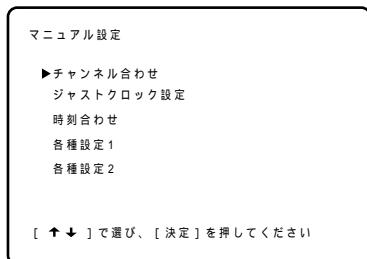 マニュアル設定
▶チャンネル合わせ
ジャストクロック設定
時刻合わせ
各種設定1
各種設定2
[ ↑↓ ]で選び、[決定]を押してください